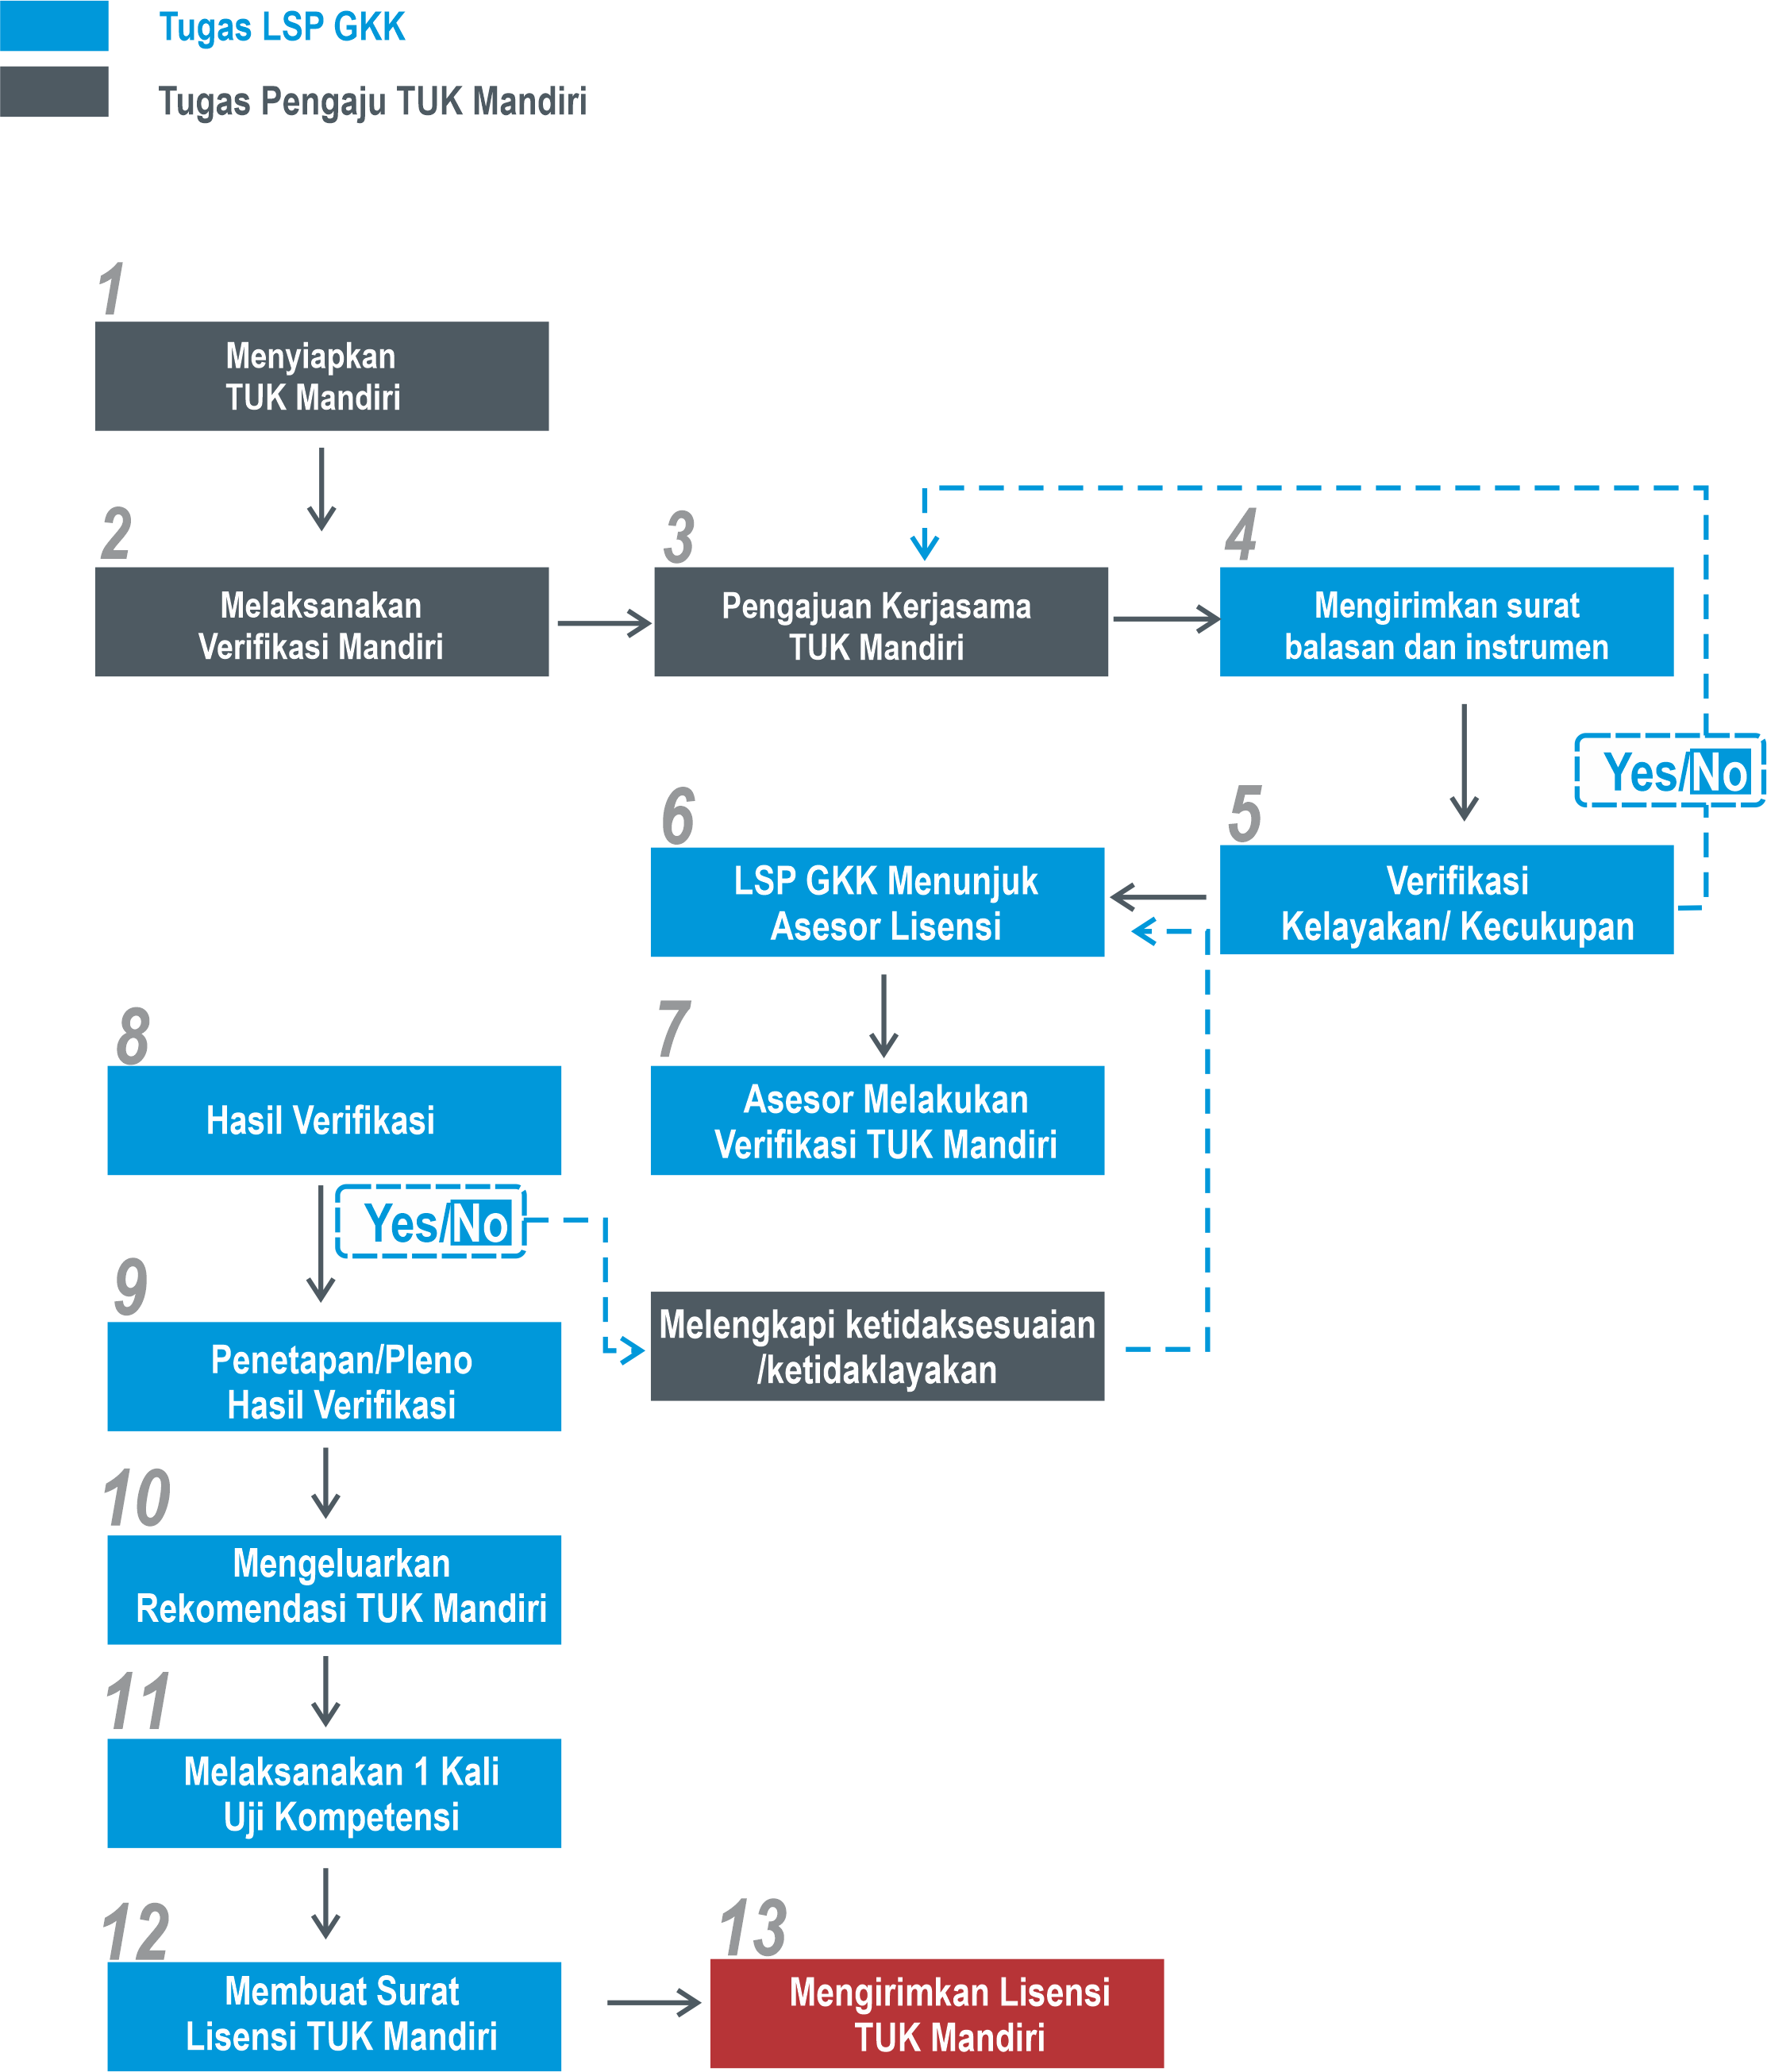 Tugas LSP GKK
Tugas Pengaju TUK Mandiri
1
Menyiapkan
TUK Mandiri
2
Melaksanakan
Verifikasi Mandiri
3
Pengajuan Kerjasama
TUK Mandiri
4
Mengirimkan surat
balasan dan instrumen
Yes/No
5
Verifikasi
Kelayakan/ Kecukupan
6
LSP GKK Menunjuk
Asesor Lisensi
7
Asesor Melakukan
Verifikasi TUK Mandiri
8
Hasil Verifikasi
Yes/No
Melengkapi ketidaksesuaian
/ketidaklayakan
9
Penetapan/Pleno
Hasil Verifikasi
10
Mengeluarkan
Rekomendasi TUK Mandiri
11
Melaksanakan 1 Kali
Uji Kompetensi
12
Membuat Surat
Lisensi TUK Mandiri
13
Mengirimkan Lisensi
TUK Mandiri